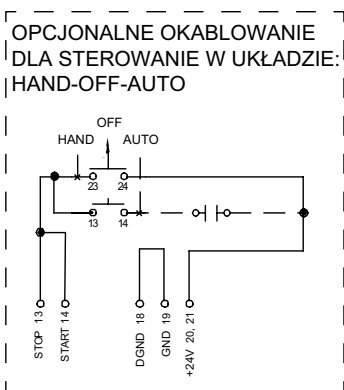 OPCJONALNE OKABLOWANIE
DLA STEROWANIE W UKŁADZIE:
HAND-OFF-AUTO
OFF
HAND AUTO
23 24
13 14
STOP 13
START 14
DGND 18
GND 19
+24V 20, 21